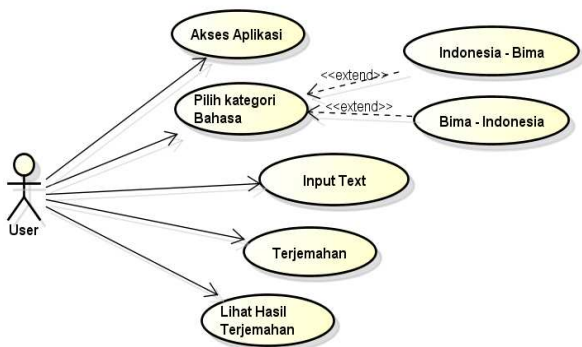 Akses Aplikasi
Indonesia - Bima
<<extend>>
Pilih kategori
Bahasa
<<extend>>
Bima - Indonesia
Input Text
User
Terjemahan
Lihat Hasil
Terjemahan